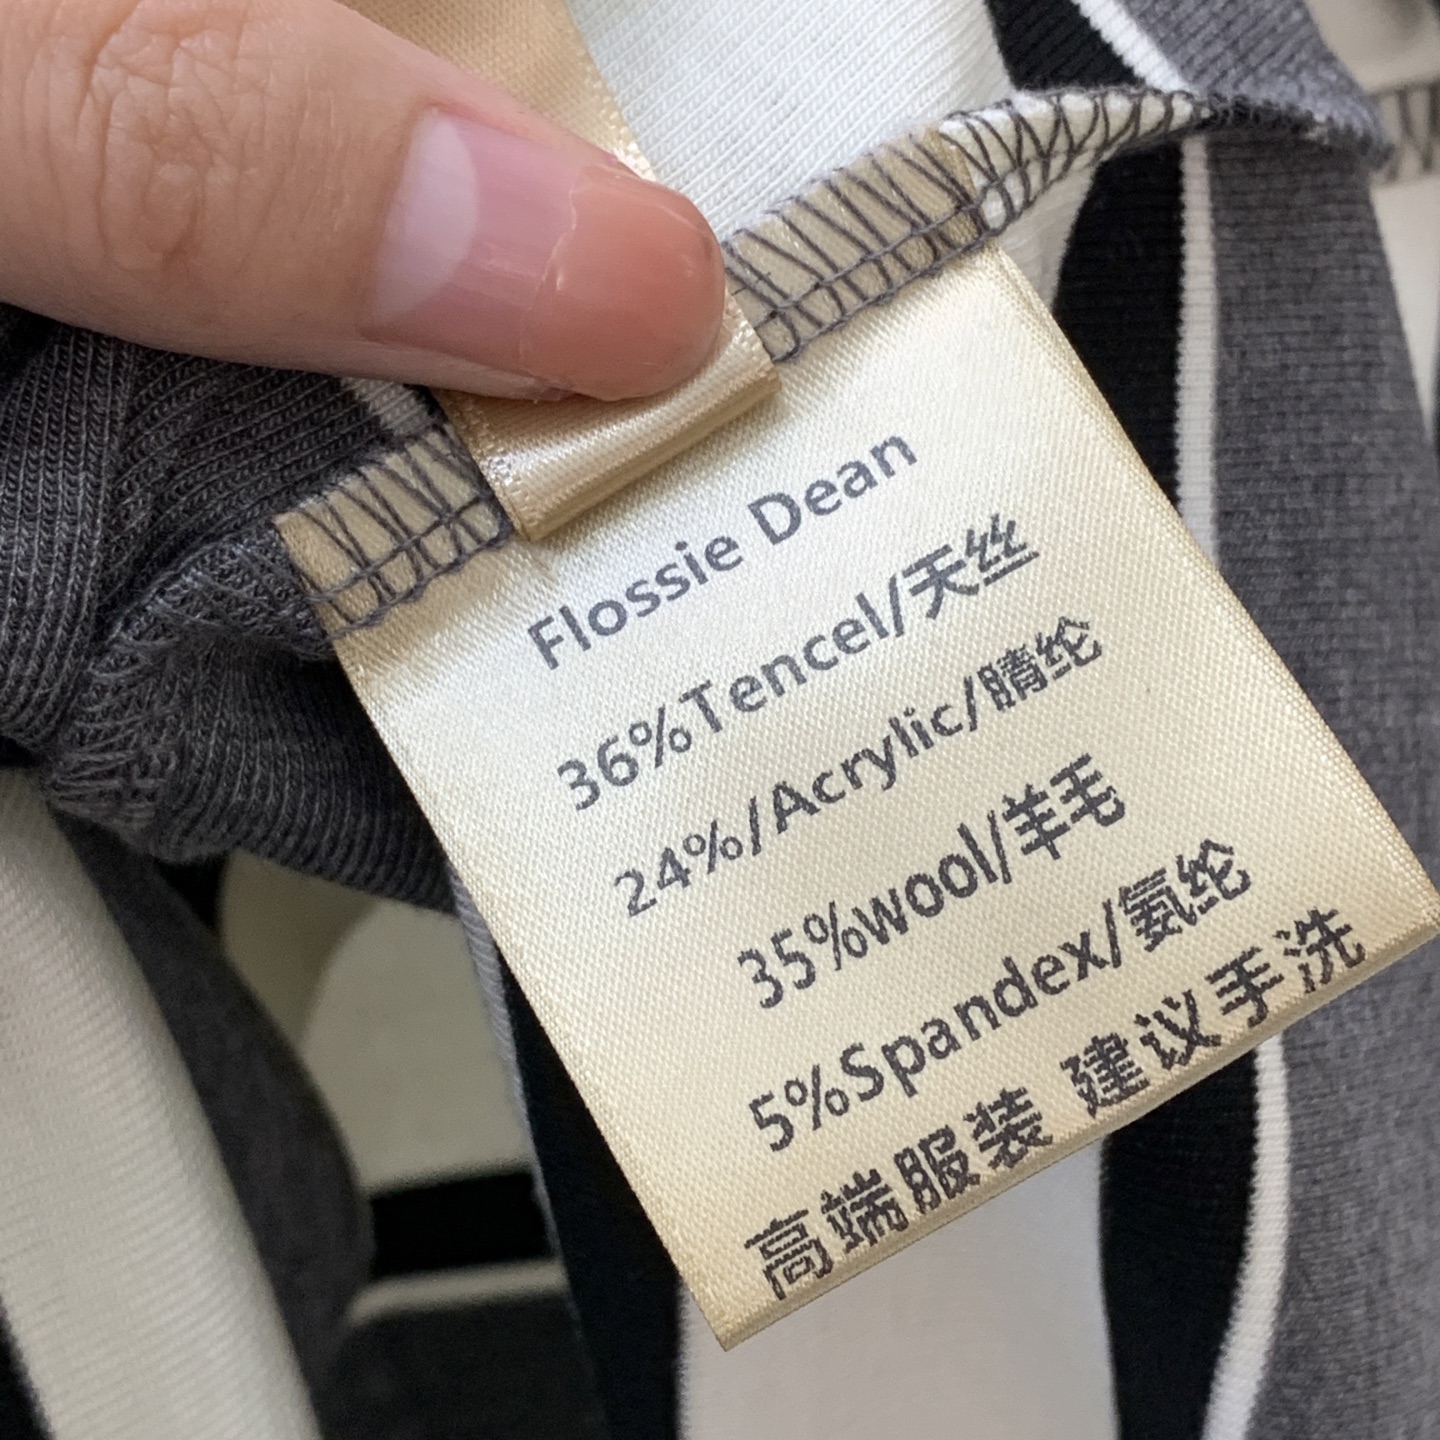 Flossie Dean
36%Tencel/天丝
24%/Acrylic/腈纶
35%wool/羊毛
5%Spandex/氨纶
高端服装 建议手洗